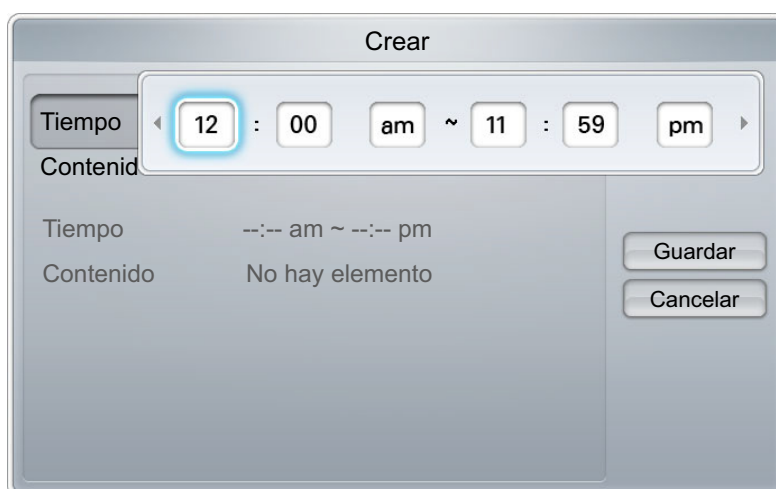 Crear
Tiempo 12 : 00 am ~ 11 : 59 pm
Contenid
Tiempo --:-- am ~ --:-- pm
Contenido No hay elemento
Guardar
Cancelar